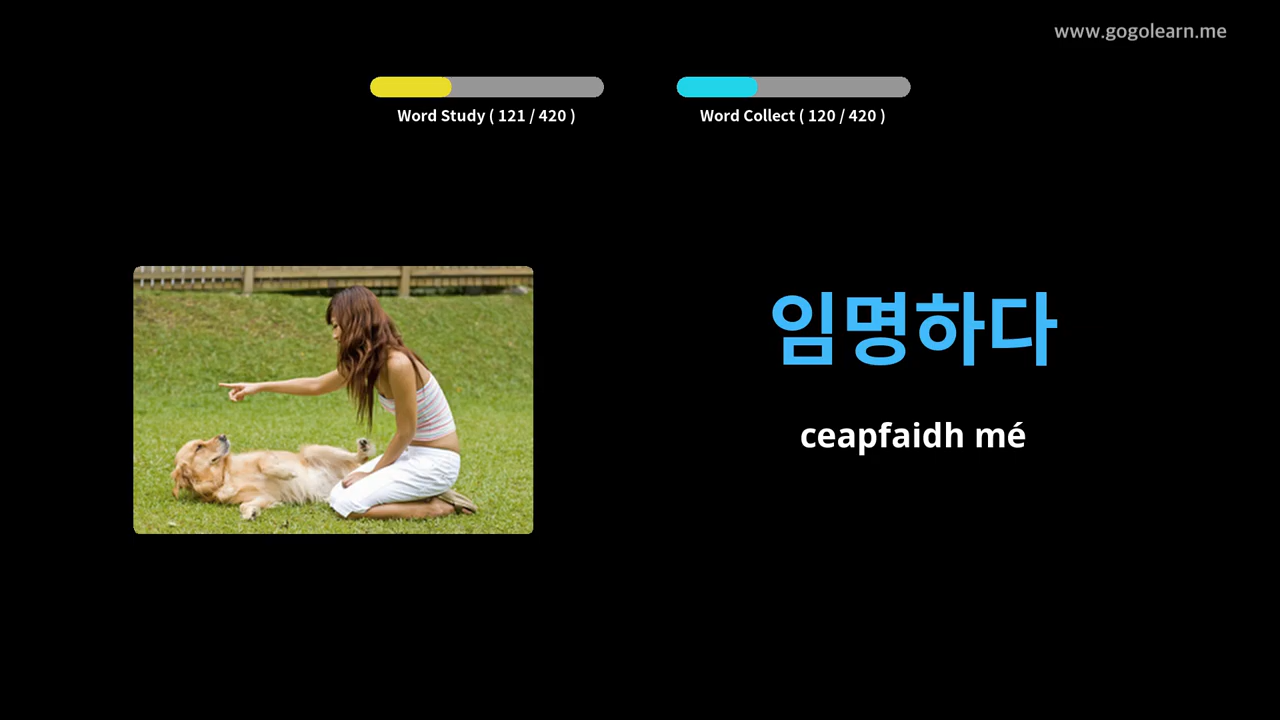 www.gogolearn.me
Word Study ( 121 / 420 )
Word Collect ( 120 / 420 )
임명하다
ceapfaidh mé